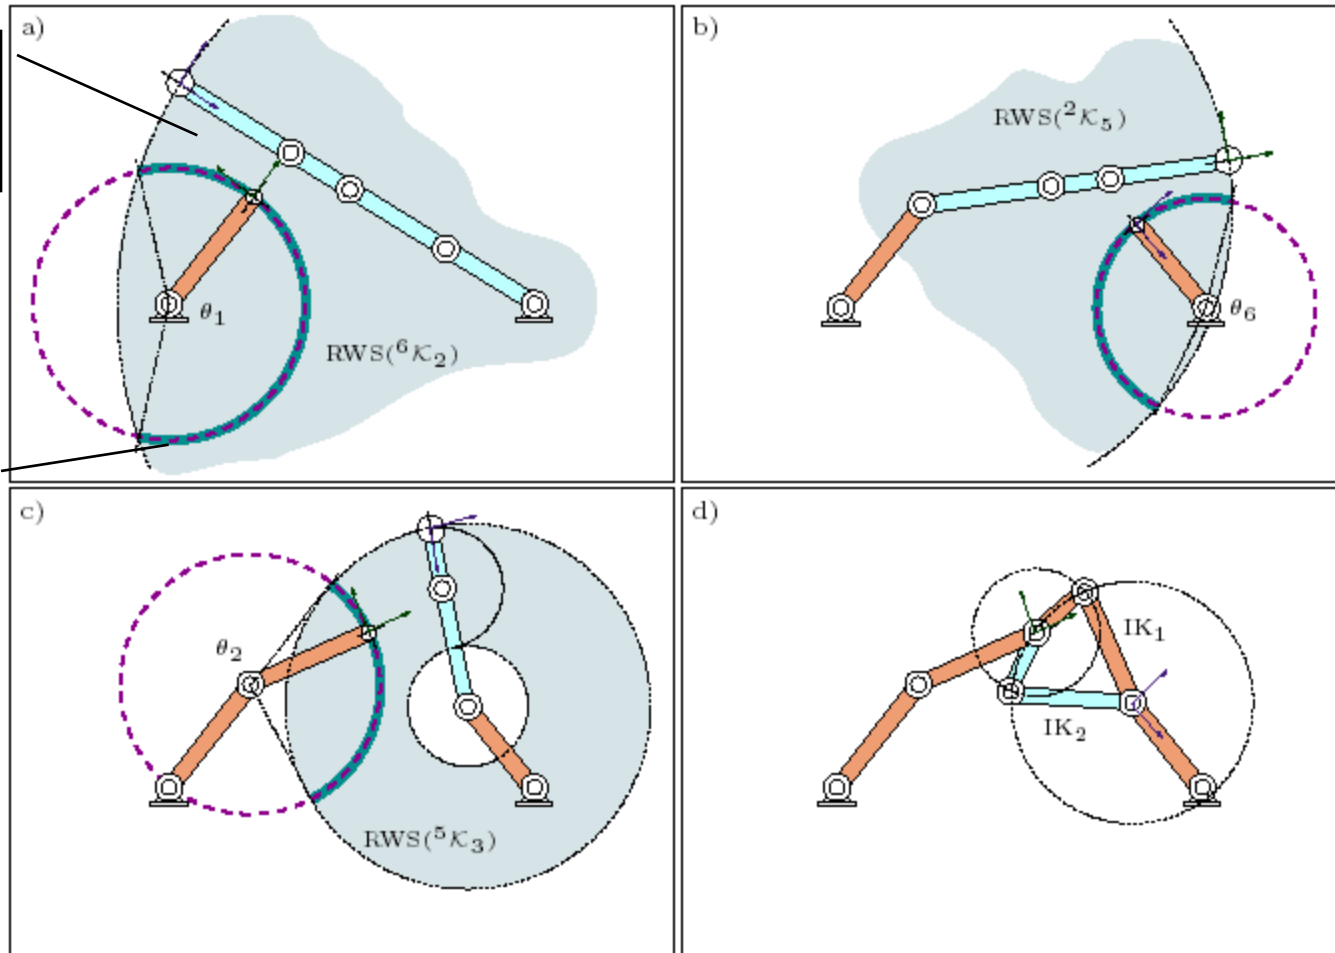 a)
θ₁
RWS(⁶𝒦₂)
b)
RWS(²𝒦₅)
θ₆
c)
θ₂
RWS(⁵𝒦₃)
d)
IK₁
IK₂